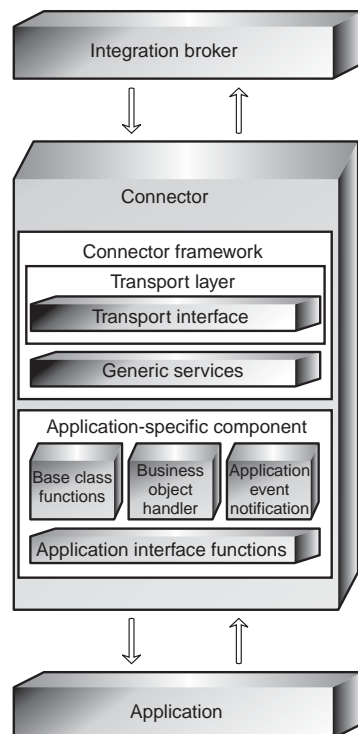 Integration broker
Connector
Connector framework
Transport layer
Transport interface
Generic services
Application-specific component
Base class
functions
Business
object
handler
Application
event
notification
Application interface functions
Application